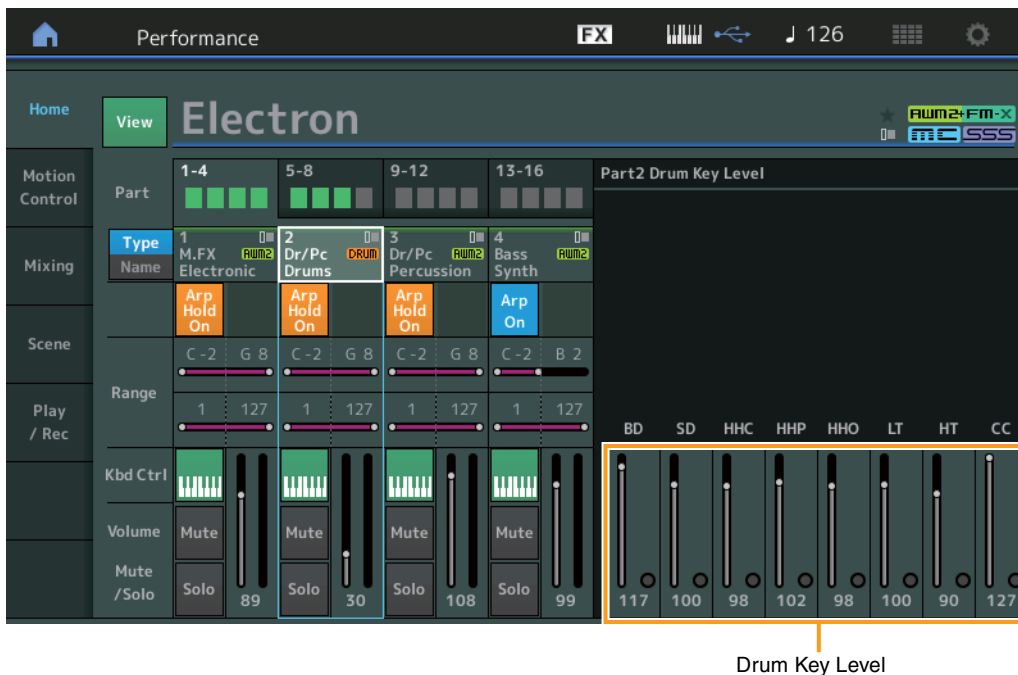 Performance
FX
126
Home
View
Electron
AWM2+FM-X
MC SSS
Motion
Control
Part
1-4
5-8
9-12
13-16
Part2 Drum Key Level
Type
Name
1
M.FX AWM2
Electronic
2
Dr/Pc DRUM
Drums
3
Dr/Pc AWM2
Percussion
4
Bass AWM2
Synth
Mixing
Arp
Hold
On
Arp
Hold
On
Arp
Hold
On
Arp
On
Scene
Range
C -2 G 8 C -2 G 8 C -2 G 8 C -2 B 2
1 127 1 127 1 127 1 127
Play
/ Rec
BD SD HHC HHP HHO LT HT CC
Kbd Ctrl
Volume
Mute Mute Mute Mute
Mute
/Solo
Solo 89 Solo 30 Solo 108 Solo 99
117 100 98 102 98 100 90 127
Drum Key Level